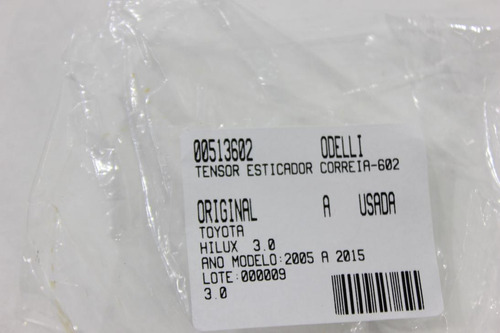 00513602 ODELLI
TENSOR ESTICADOR CORREIA-602
ORIGINAL A USADA
TOYOTA
HILUX 3.0
ANO MODELO:2005 A 2015
LOTE:000009
3.0